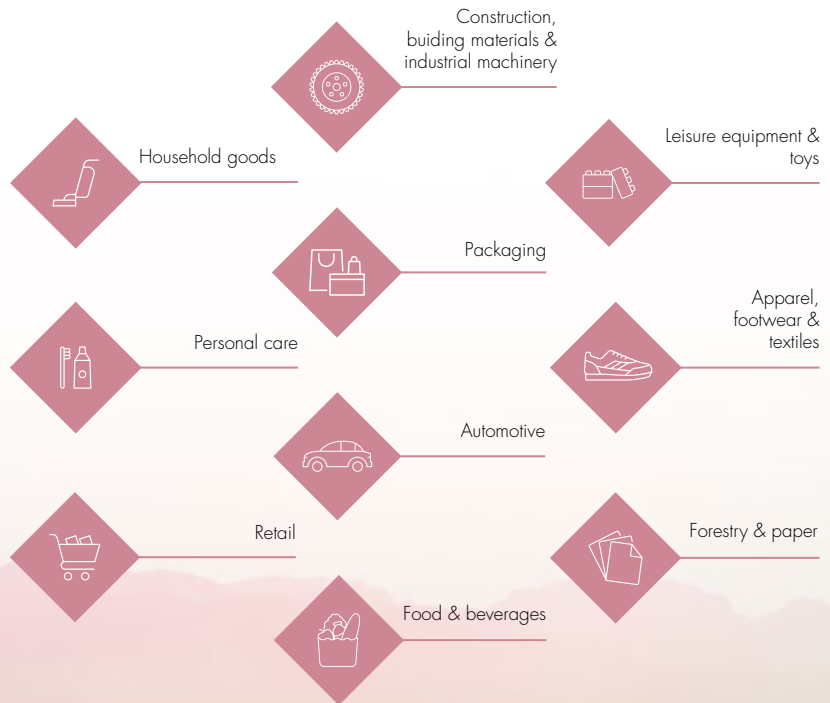 Construction,
buiding materials &
industrial machinery
Household goods
Leisure equipment &
toys
Packaging
Apparel,
footwear &
textiles
Personal care
Automotive
Retail
Forestry & paper
Food & beverages